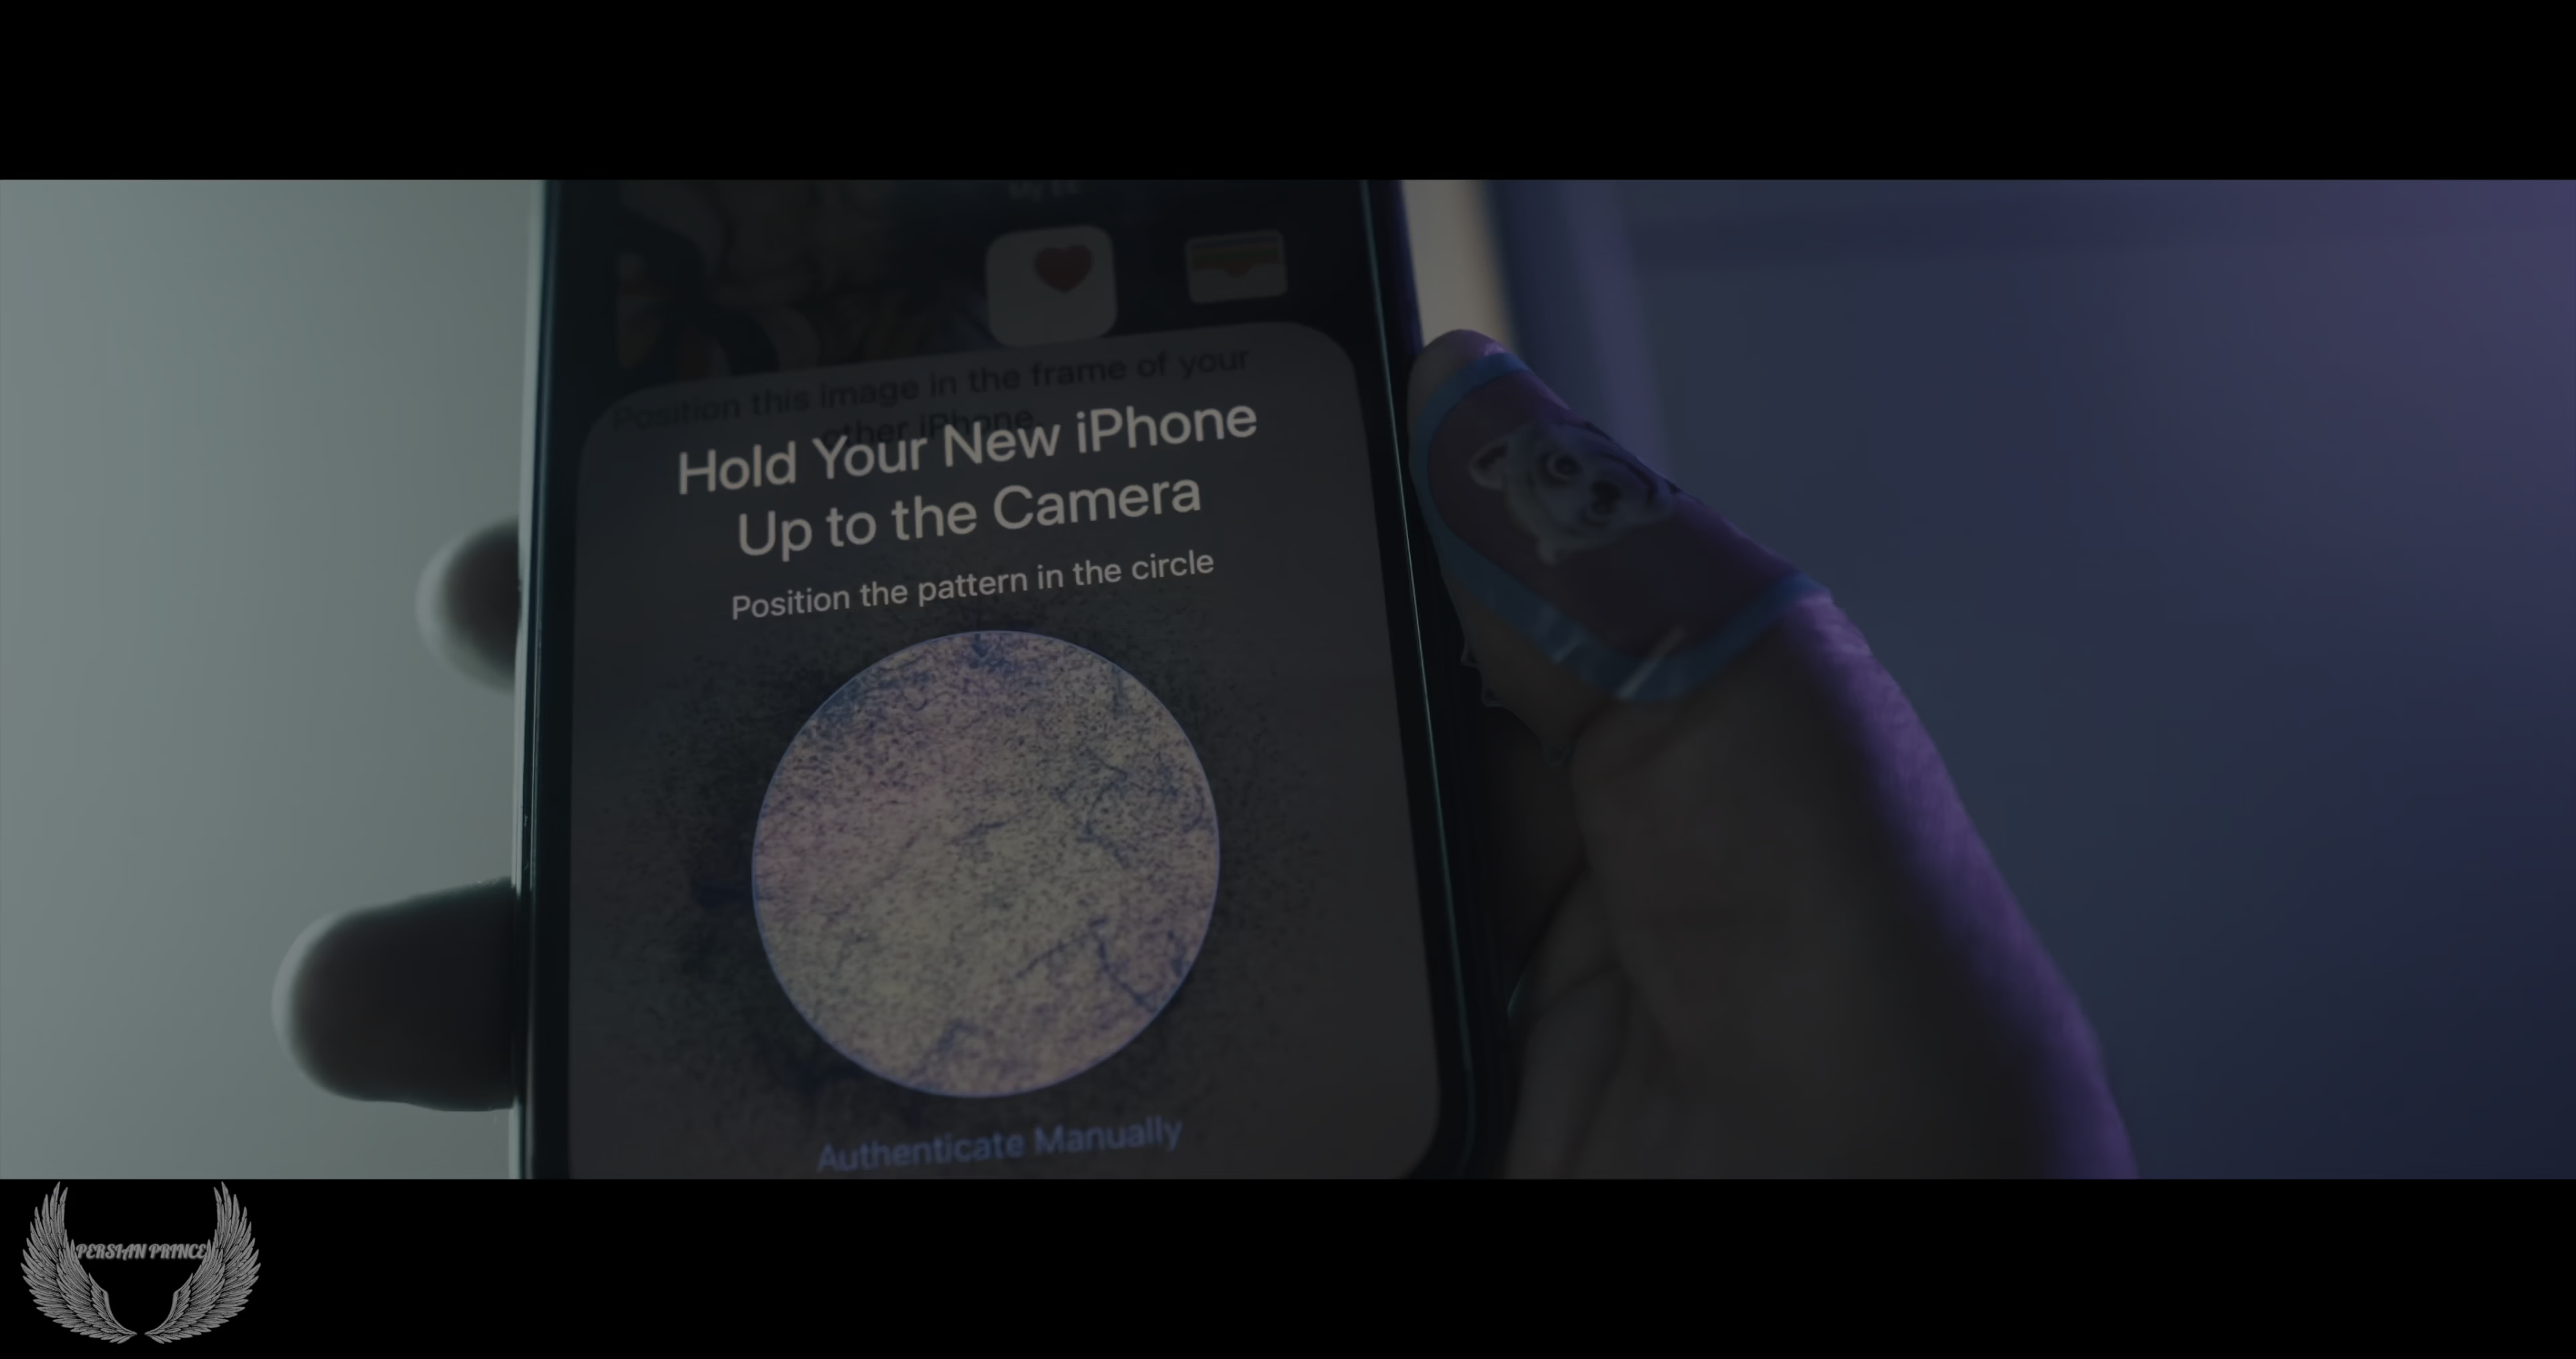 Position this image in the frame of your
other iPhone
Hold Your New iPhone
Up to the Camera
Position the pattern in the circle
Authenticate Manually
PERSIAN PRINCE